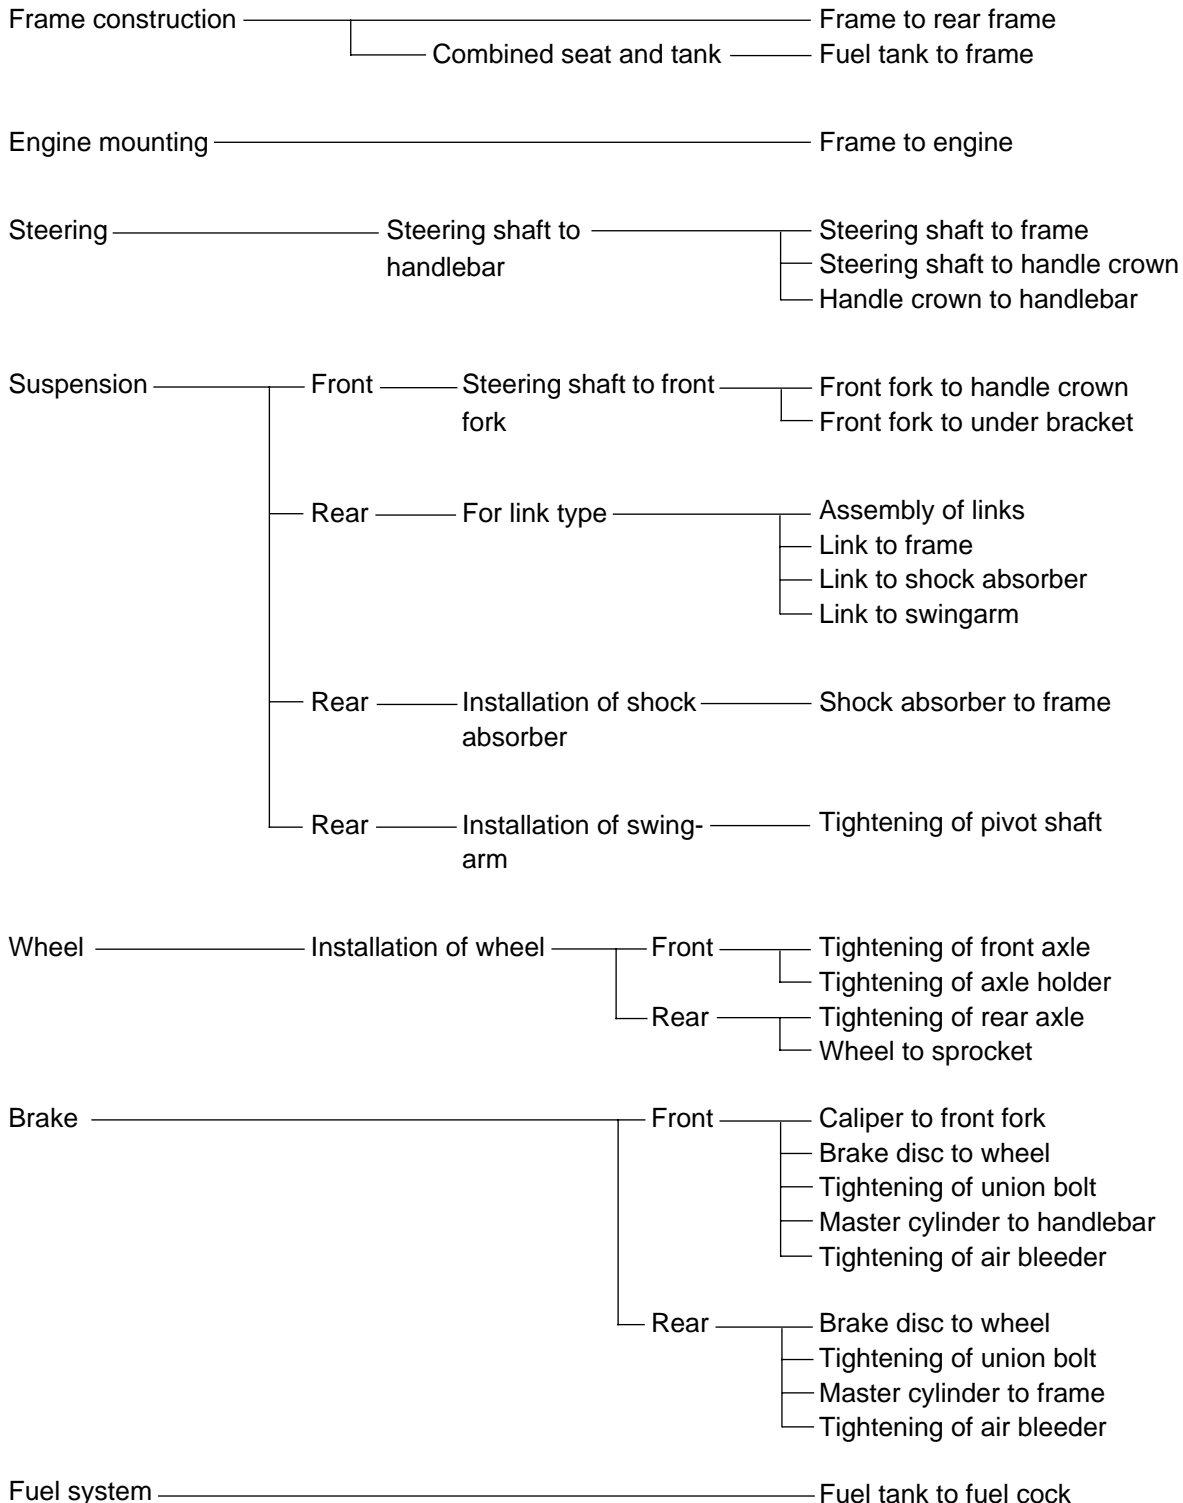 Frame construction Frame to rear frame
Combined seat and tank Fuel tank to frame
Engine mounting Frame to engine
Steering Steering shaft to Steering shaft to frame
handlebar Steering shaft to handle crown
Handle crown to handlebar
Suspension Front Steering shaft to front Front fork to handle crown
fork Front fork to under bracket
Rear For link type Assembly of links
Link to frame
Link to shock absorber
Link to swingarm
Rear Installation of shock Shock absorber to frame
absorber
Rear Installation of swing- Tightening of pivot shaft
arm
Wheel Installation of wheel Front Tightening of front axle
Tightening of axle holder
Rear Tightening of rear axle
Wheel to sprocket
Brake Front Caliper to front fork
Brake disc to wheel
Tightening of union bolt
Master cylinder to handlebar
Tightening of air bleeder
Rear Brake disc to wheel
Tightening of union bolt
Master cylinder to frame
Tightening of air bleeder
Fuel system Fuel tank to fuel cock